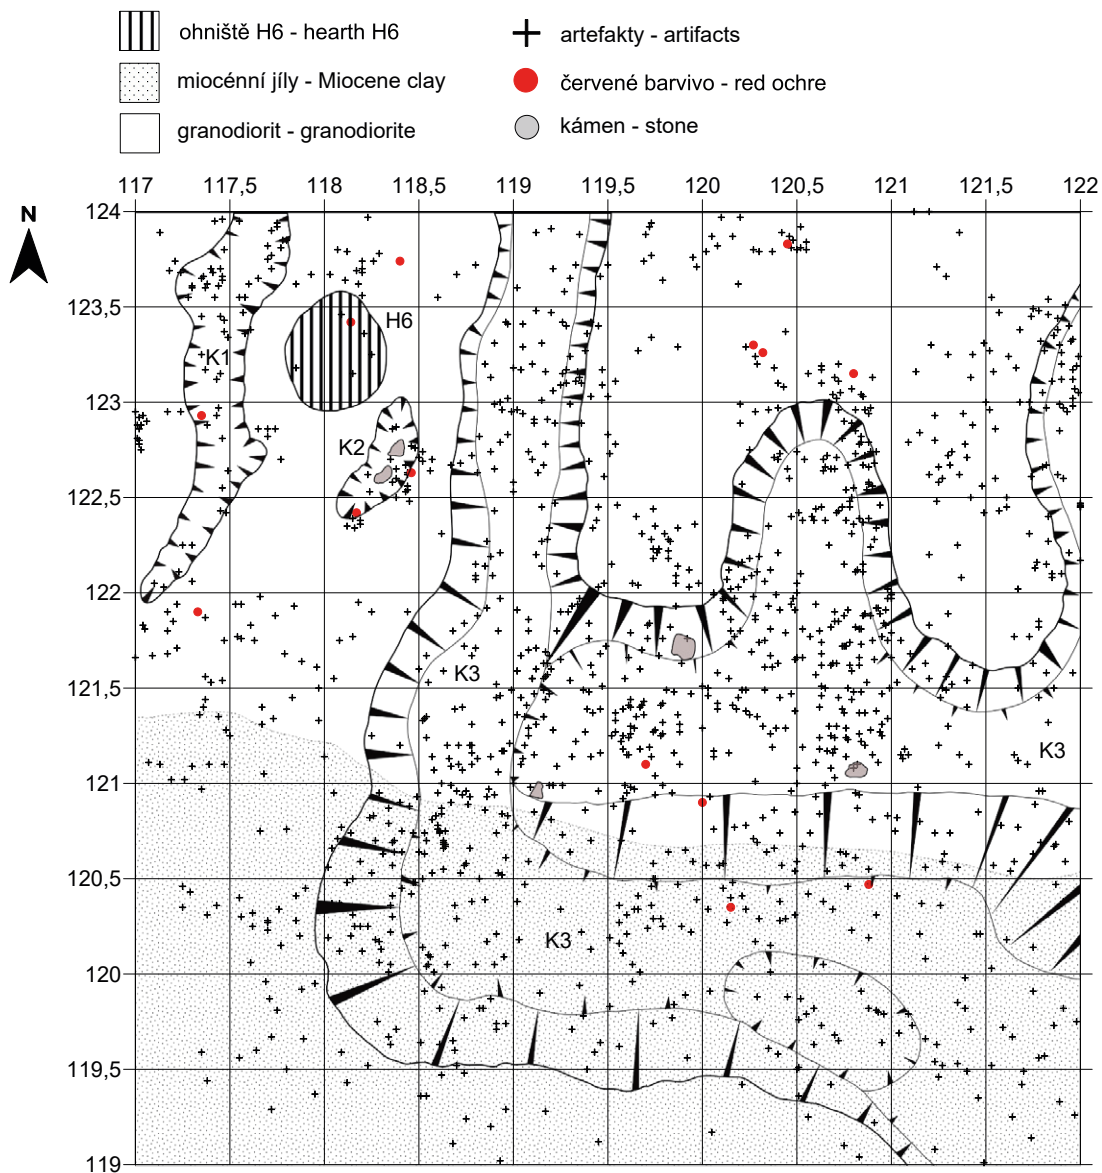 ohniště H6 - hearth H6
artefakty - artifacts
miocénní jíly - Miocene clay
červené barvivo - red ochre
granodiorit - granodiorite
kámen - stone
117 117,5 118 118,5 119 119,5 120 120,5 121 121,5 122
N
124
123,5
H6
K1
123
K2
122,5
122
K3
121,5
K3
121
120,5
K3
120
119,5
119